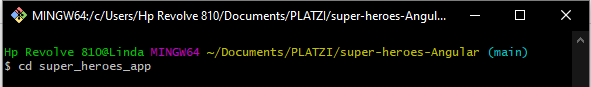 MINGW64:/c/Users/Hp Revolve 810/Documents/PLATZI/super-heroes-Angul...
Hp Revolve 810@Linda MINGW64 ~/Documents/PLATZI/super-heroes-Angular (main)
$ cd super_heroes_app